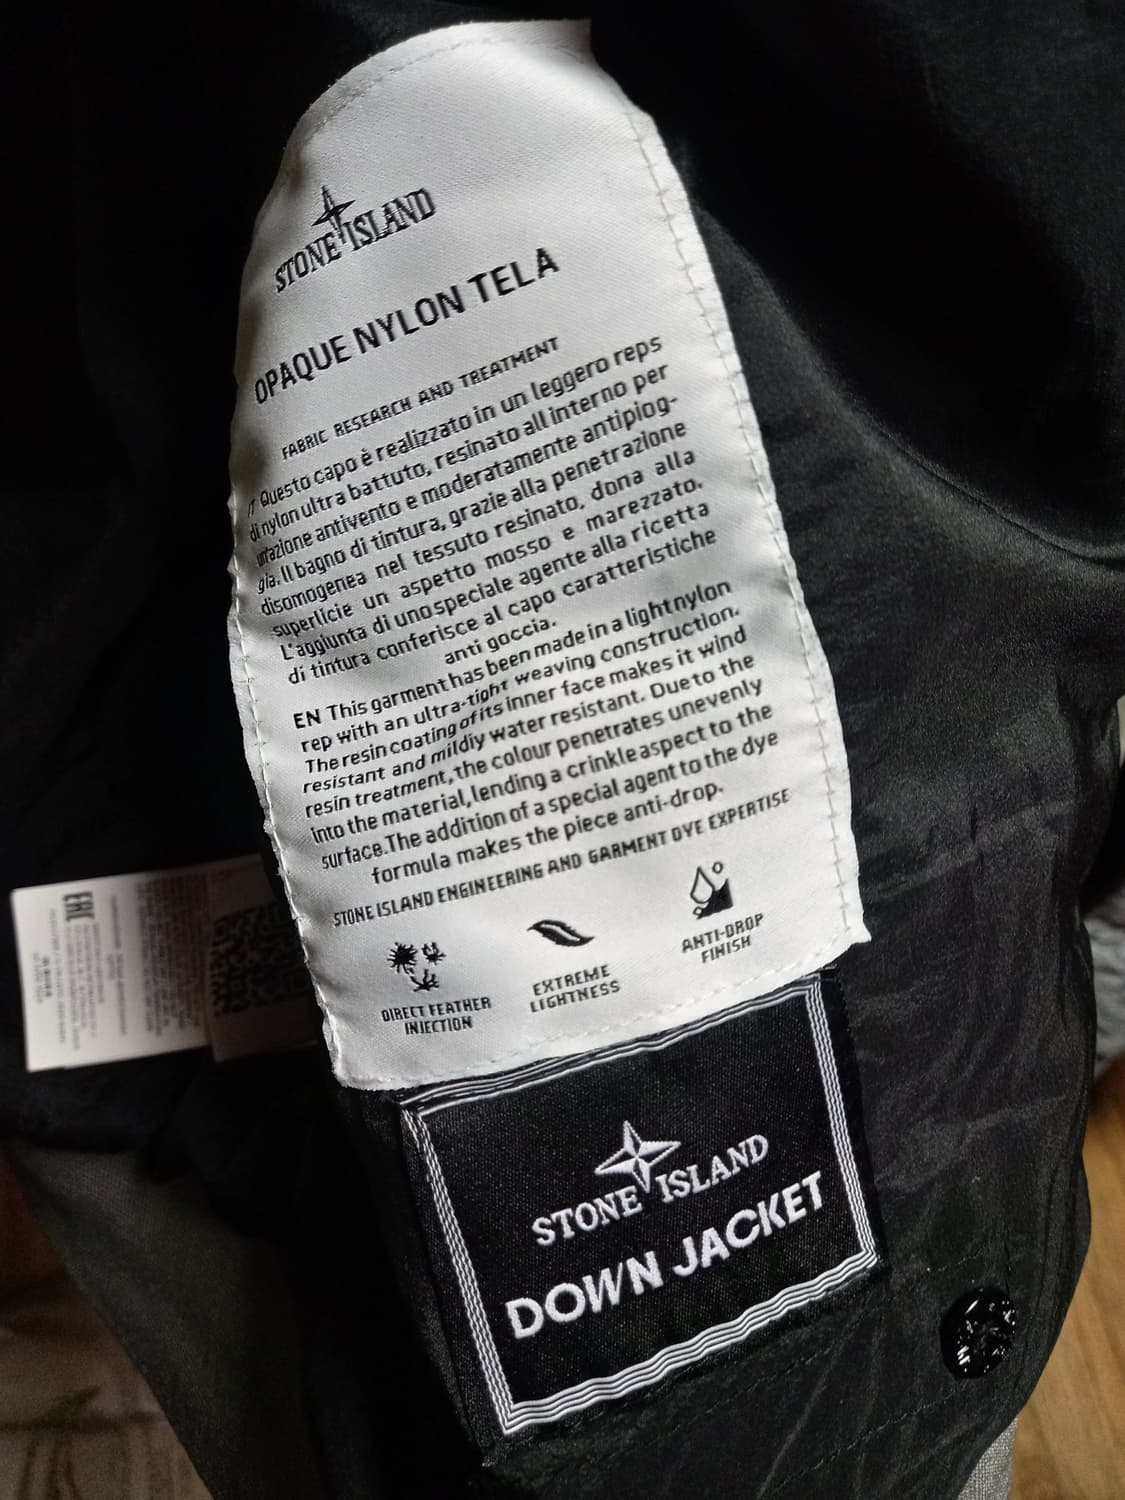 STONE ISLAND
OPAQUE NYLON TELA
FABRIC RESEARCH AND TREATMENT
IT Questo capo è realizzato in un leggero reps
di nylon ultra battuto, resinato all interno per
antivento e moderatamente antipiog-
gia. Il bagno di tintura, grazie alla penetrazione
disomogenea nel tessuto resinato, dona alla
superlicie un aspetto mosso e marezzato.
L'aggiunta di uno speciale agente alla ricetta
di tintura conferisce al capo caratteristiche
anti goccia.
EN This garment has been made in a light nylon
rep with an ultra-tight weaving construction.
The resin coating of its inner face makes it wind
resistant and mildiy water resistant. Due to the
resin treatment, the colour penetrates unevenly
into the material, lending a crinkle aspect to the
surface. The addition of a special agent to the dye
formula makes the piece anti-drop.
STONE ISLAND ENGINEERING AND GARMENT DYE EXPERTISE
DIRECT FEATHER
INJECTION
EXTREME
LIGHTNESS
ANTI-DROP
FINISH
STONE ISLAND
DOWN JACKET
EAC